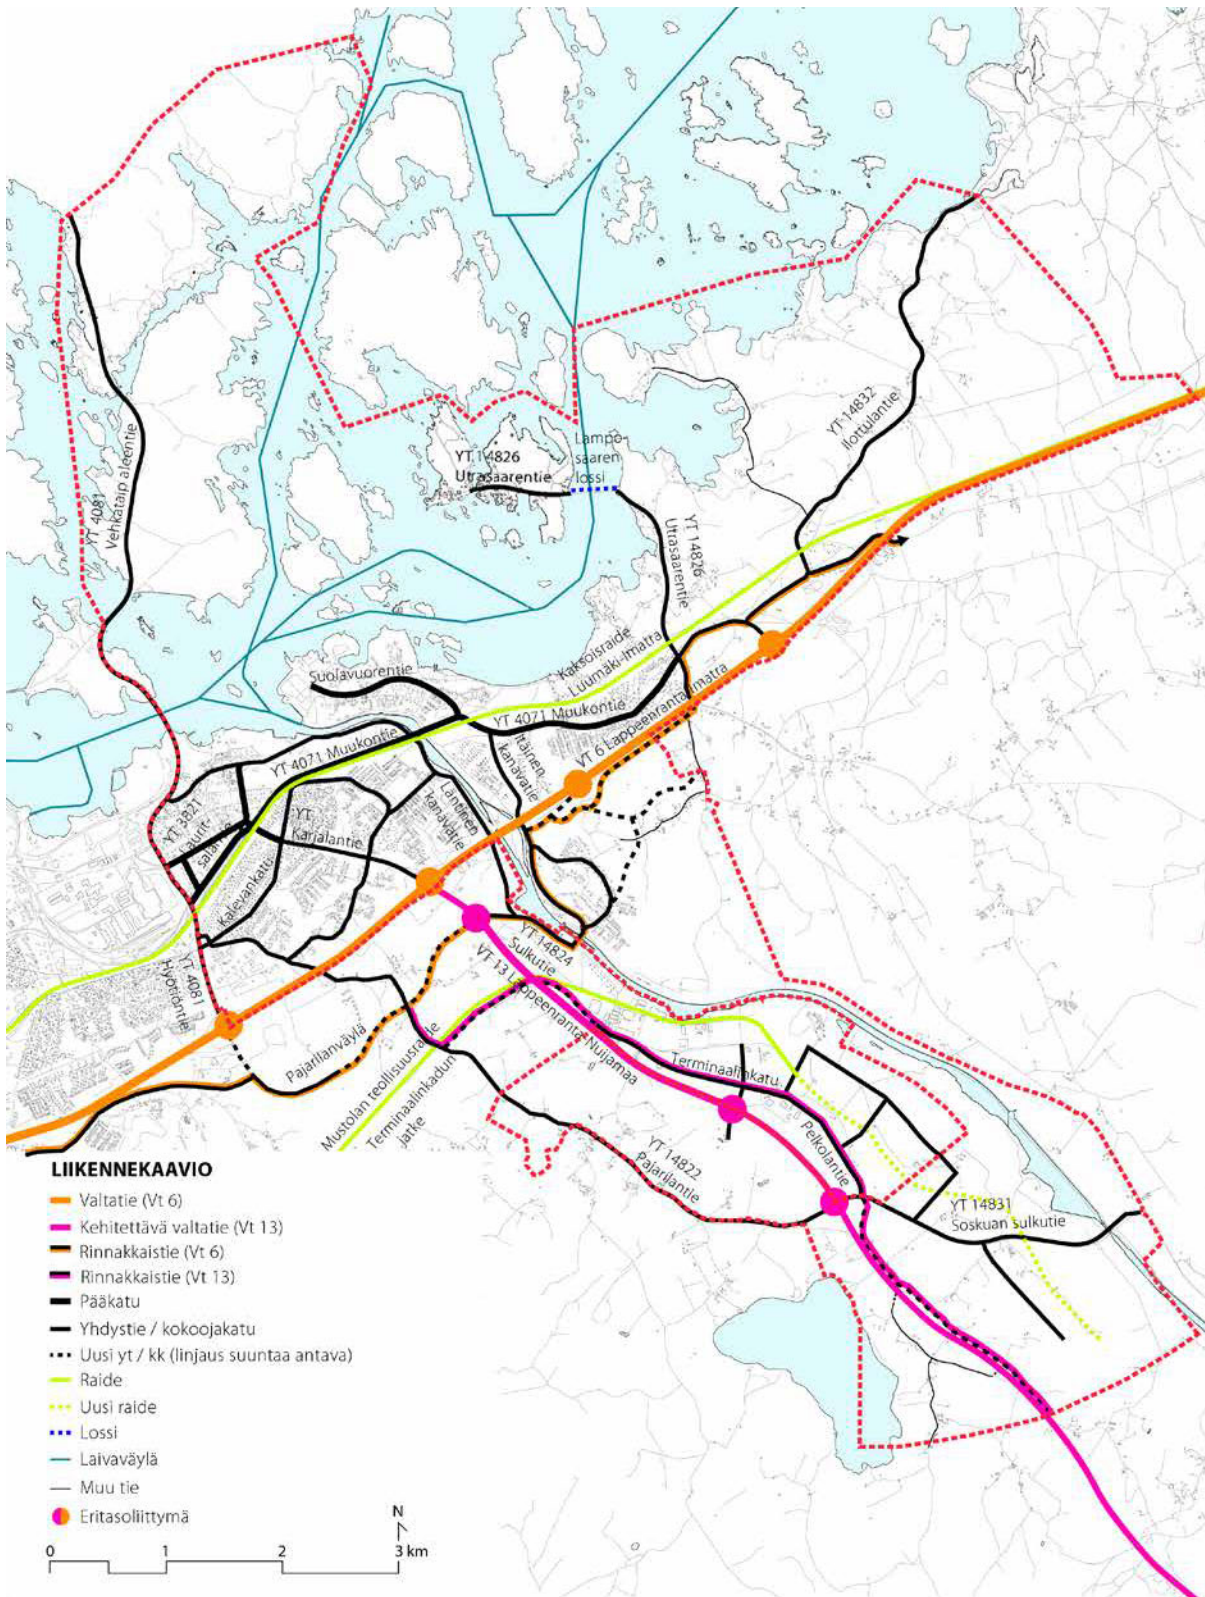 YT 14832
Ilottulantie
Lampo-
saaren
lossi
YT 14826
Utrasaarentie
YT 4081
Vehkataipaleentie
YT 14826
Utrasaarentie
Suolavuorentie
Kaksoisraide
Luumäki-Imatra
YT 4071 Muukontie
YT 4071 Muukontie
VT 6 Lappeenranta-Imatra
Itäinen
kanavatie
Läntinen
kanavatie
YT 3821
Laurit-
YT
Karjalantie
Kalevankatu
YT 4081
Hyötiöntie
YT 14824
Sulkutie
VT 13 Lappeenranta-Nuijamaa
Pajarilanväylä
Mustolan teollisuusraide
Terminaalinkadun
jatke
Terminaalinkatu
Pelkolantie
YT 14822
Pajarilantie
YT 14831
Soskuan sulkutie
LIIKENNEKAAVIO
Valtatie (Vt 6)
Kehitettävä valtatie (Vt 13)
Rinnakkaistie (Vt 6)
Rinnakkaistie (Vt 13)
Pääkatu
Yhdystie / kokoojakatu
Uusi yt / kk (linjaus suuntaa antava)
Raide
Uusi raide
Lossi
Laivaväylä
Muu tie
Eritasoliittymä
N
0 1 2 3 km